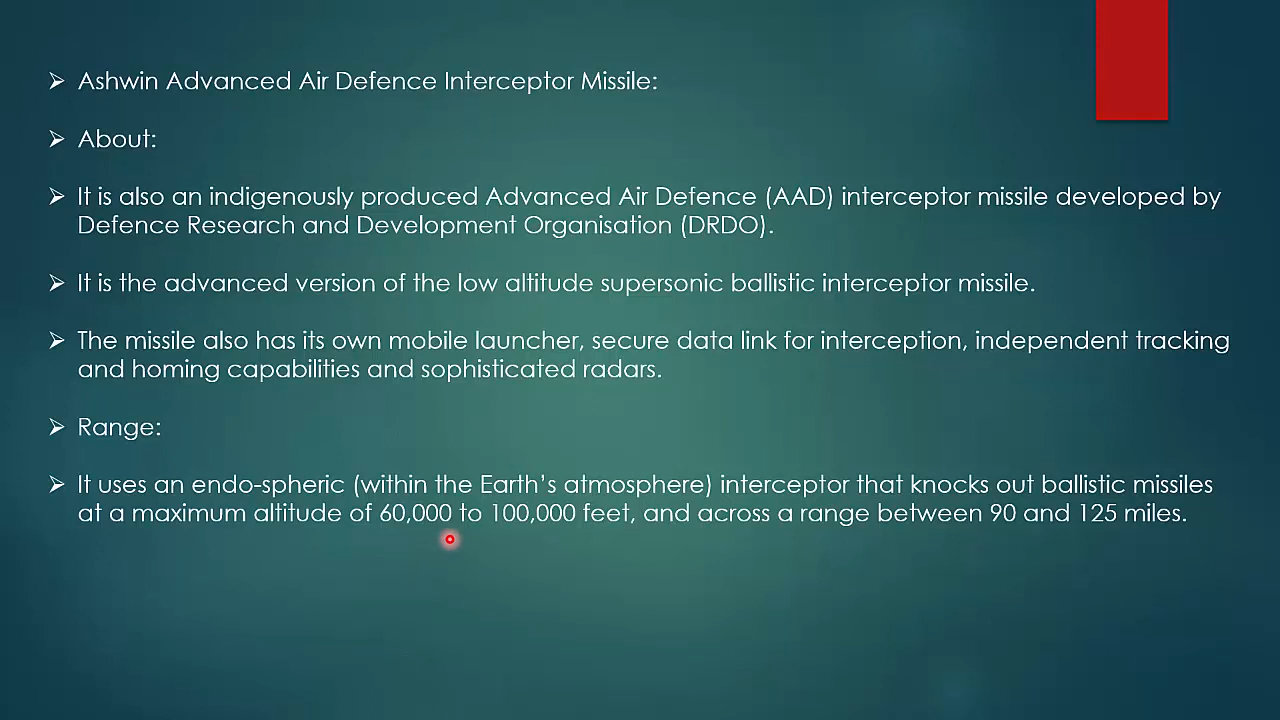 Ashwin Advanced Air Defence Interceptor Missile:
About:
It is also an indigenously produced Advanced Air Defence (AAD) interceptor missile developed by
Defence Research and Development Organisation (DRDO).
It is the advanced version of the low altitude supersonic ballistic interceptor missile.
The missile also has its own mobile launcher, secure data link for interception, independent tracking
and homing capabilities and sophisticated radars.
Range:
It uses an endo-spheric (within the Earth’s atmosphere) interceptor that knocks out ballistic missiles
at a maximum altitude of 60,000 to 100,000 feet, and across a range between 90 and 125 miles.